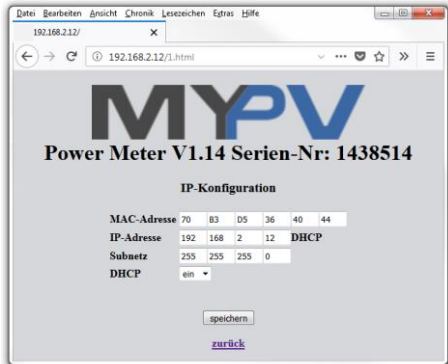 Datei Bearbeiten Ansicht Chronik Lesezeichen Extras Hilfe
192.168.2.12/
192.168.2.12/1.html
MYPV
Power Meter V1.14 Serien-Nr: 1438514
IP-Konfiguration
MAC-Adresse 70 B3 D5 36 40 44
IP-Adresse 192 168 2 12 DHCP
Subnetz 255 255 255 0
DHCP ein
speichern
zurück